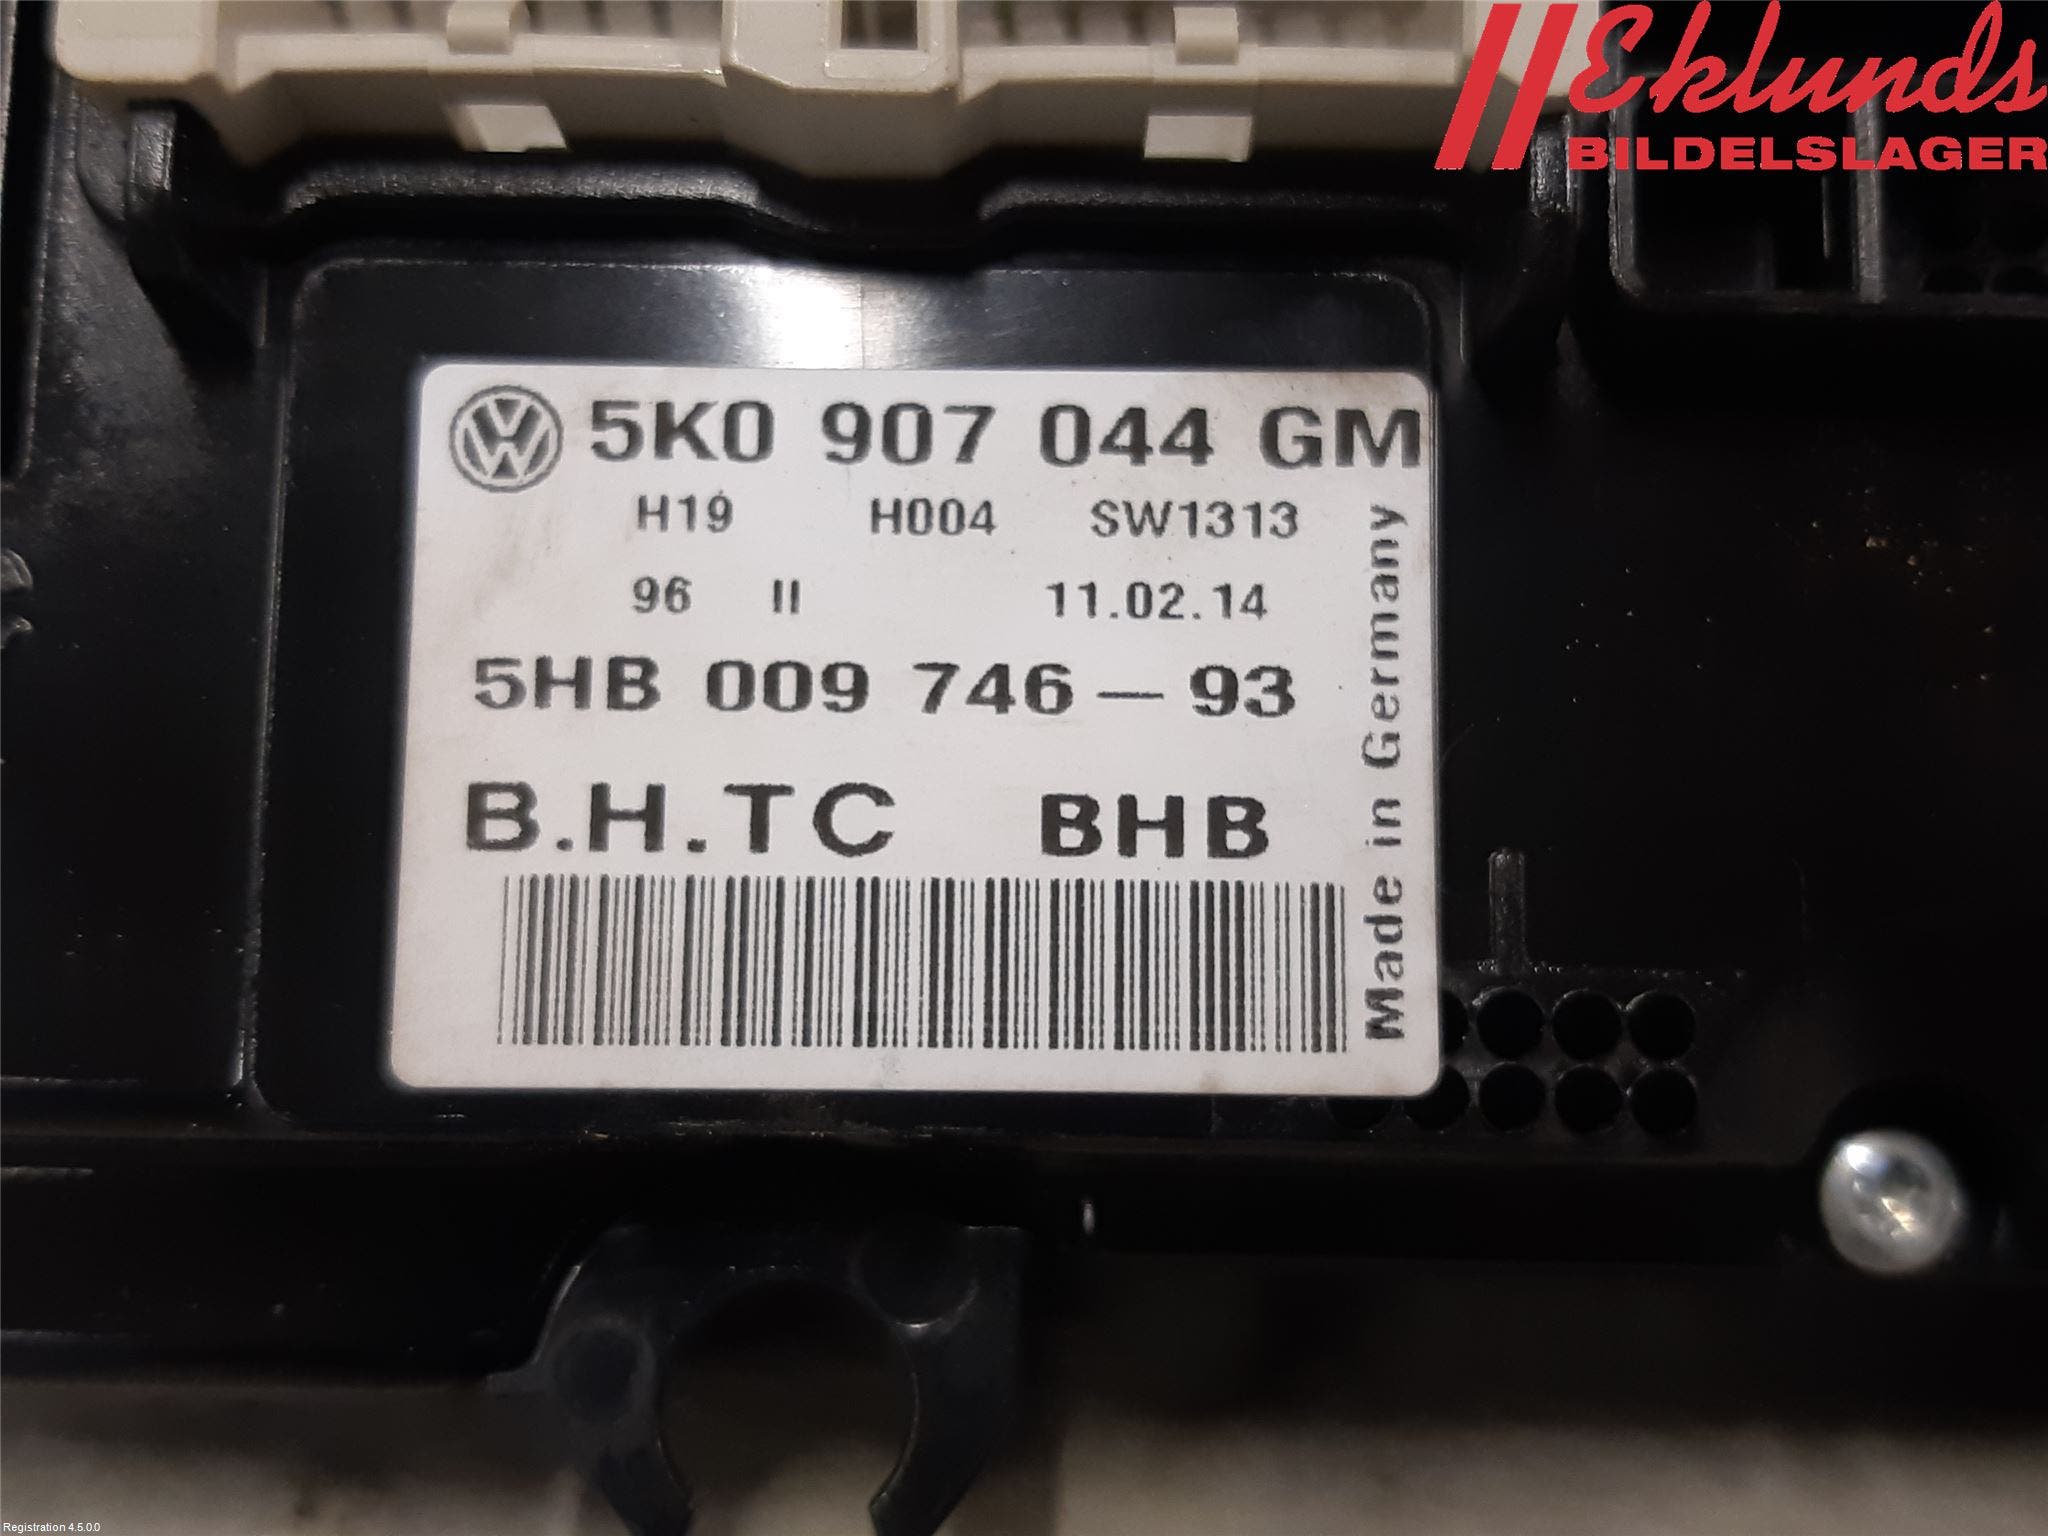 Eklunds
BILDELSLAGER
5K0 907 044 GM
H19 H004 SW1313
96 II 11.02.14
5HB 009 746-93
B.H.TC BHB
Made in Germany
Registration 4.5.0.0